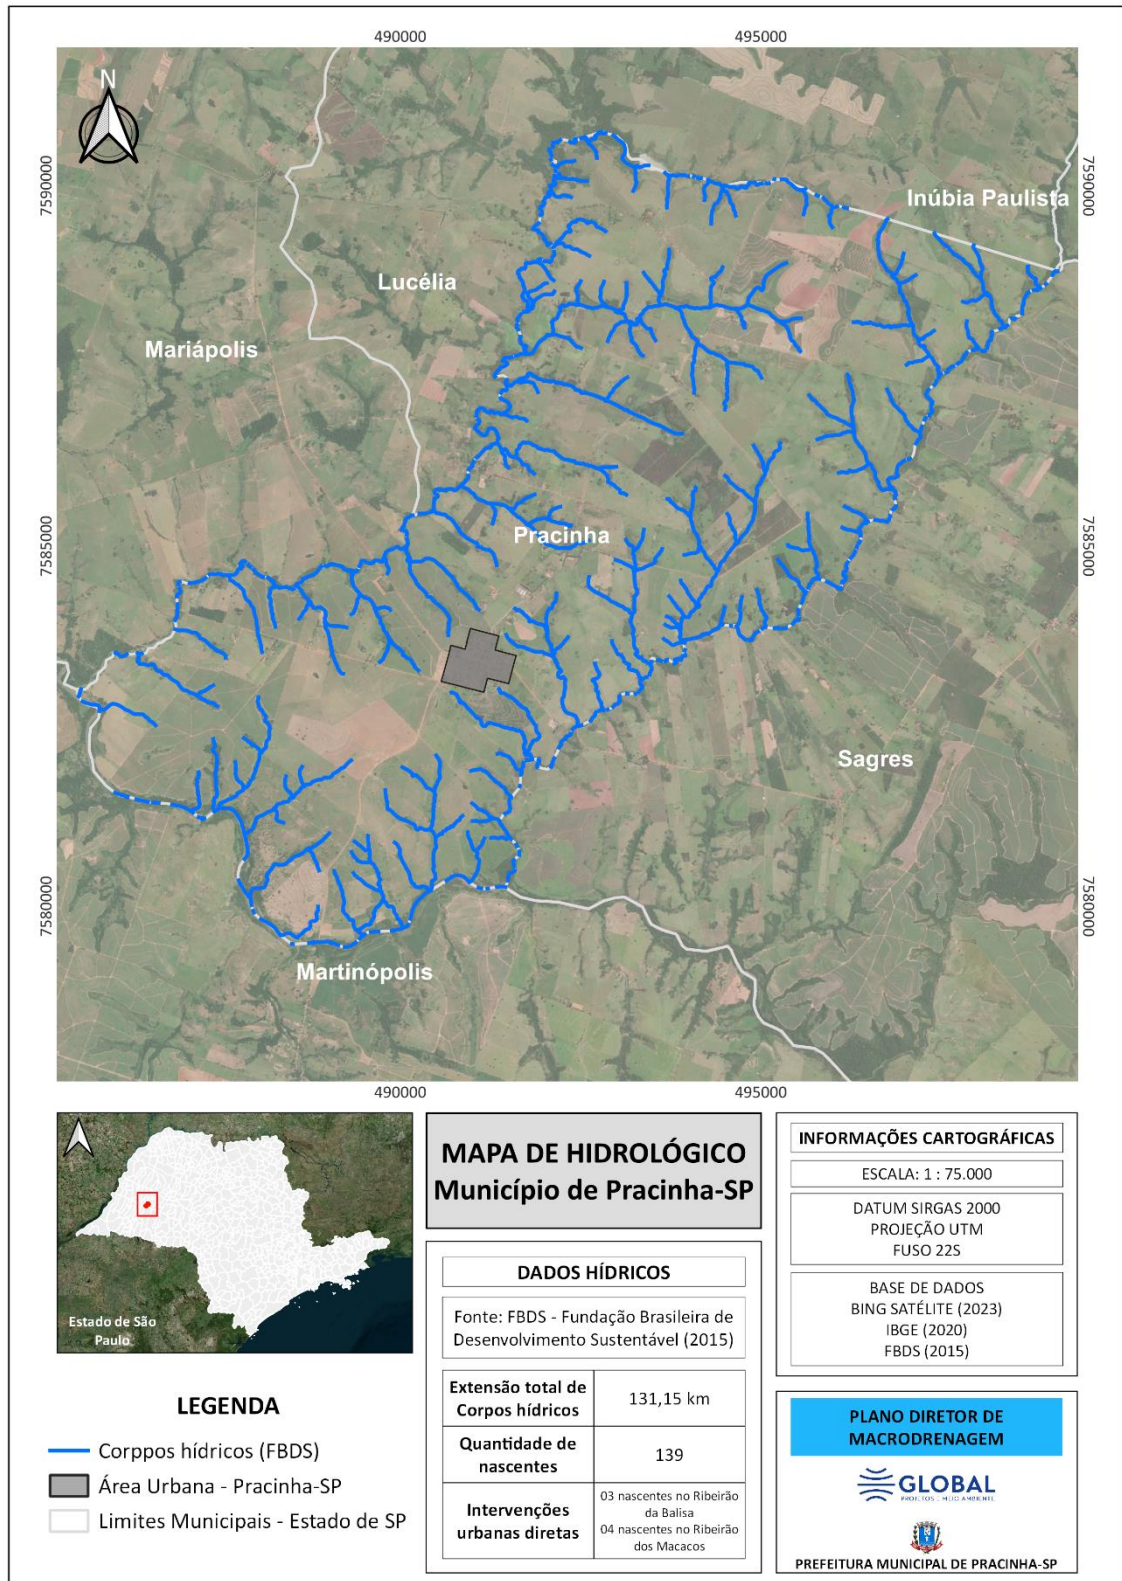 490000
495000
N
7590000
7590000
Inúbia Paulista
Lucélia
Mariápolis
7585000
7585000
Pracinha
Sagres
7580000
7580000
Martinópolis
490000
495000
Estado de São
Paulo
LEGENDA
Corppos hídricos (FBDS)
Área Urbana - Pracinha-SP
Limites Municipais - Estado de SP
MAPA DE HIDROLÓGICO
Município de Pracinha-SP
DADOS HÍDRICOS
Fonte: FBDS - Fundação Brasileira de
Desenvolvimento Sustentável (2015)
Extensão total de
Corpos hídricos
131,15 km
Quantidade de
nascentes
139
Intervenções
urbanas diretas
03 nascentes no Ribeirão
da Balisa
04 nascentes no Ribeirão
dos Macacos
INFORMAÇÕES CARTOGRÁFICAS
ESCALA: 1 : 75.000
DATUM SIRGAS 2000
PROJEÇÃO UTM
FUSO 22S
BASE DE DADOS
BING SATÉLITE (2023)
IBGE (2020)
FBDS (2015)
PLANO DIRETOR DE
MACRODRENAGEM
GLOBAL
PROJETOS E MEIO AMBIENTE
PREFEITURA MUNICIPAL DE PRACINHA-SP